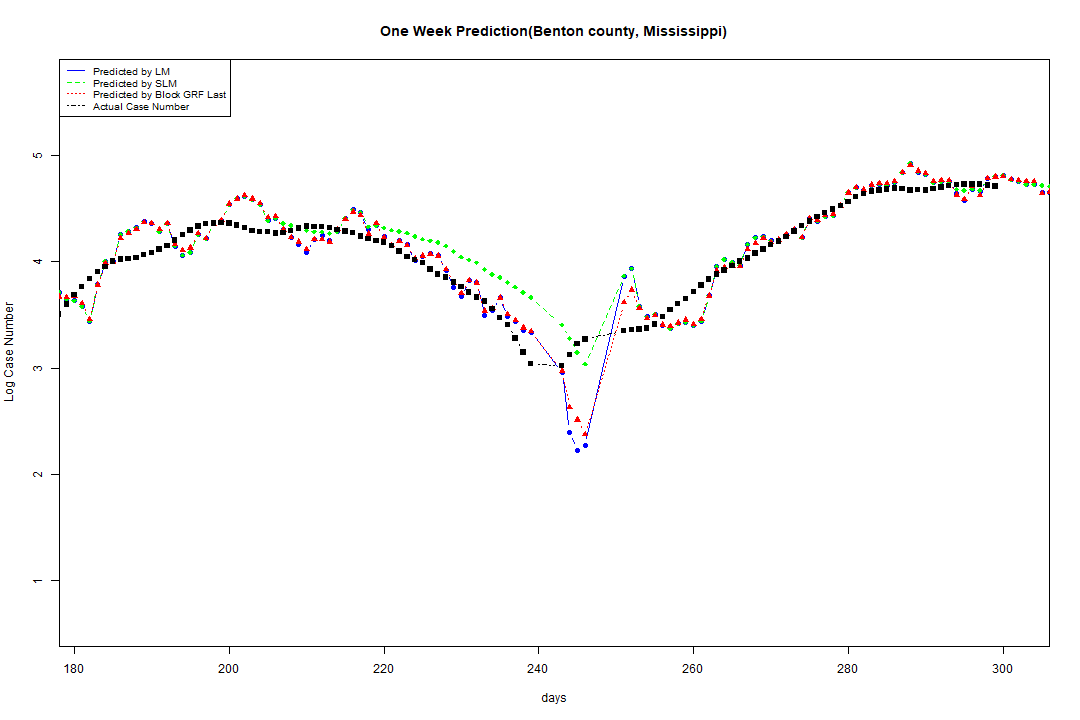 One Week Prediction(Benton county, Mississippi)
Predicted by LM
Predicted by SLM
Predicted by Block GRF Last
Actual Case Number
Log Case Number
5
4
3
2
1
180 200 220 240 260 280 300
days